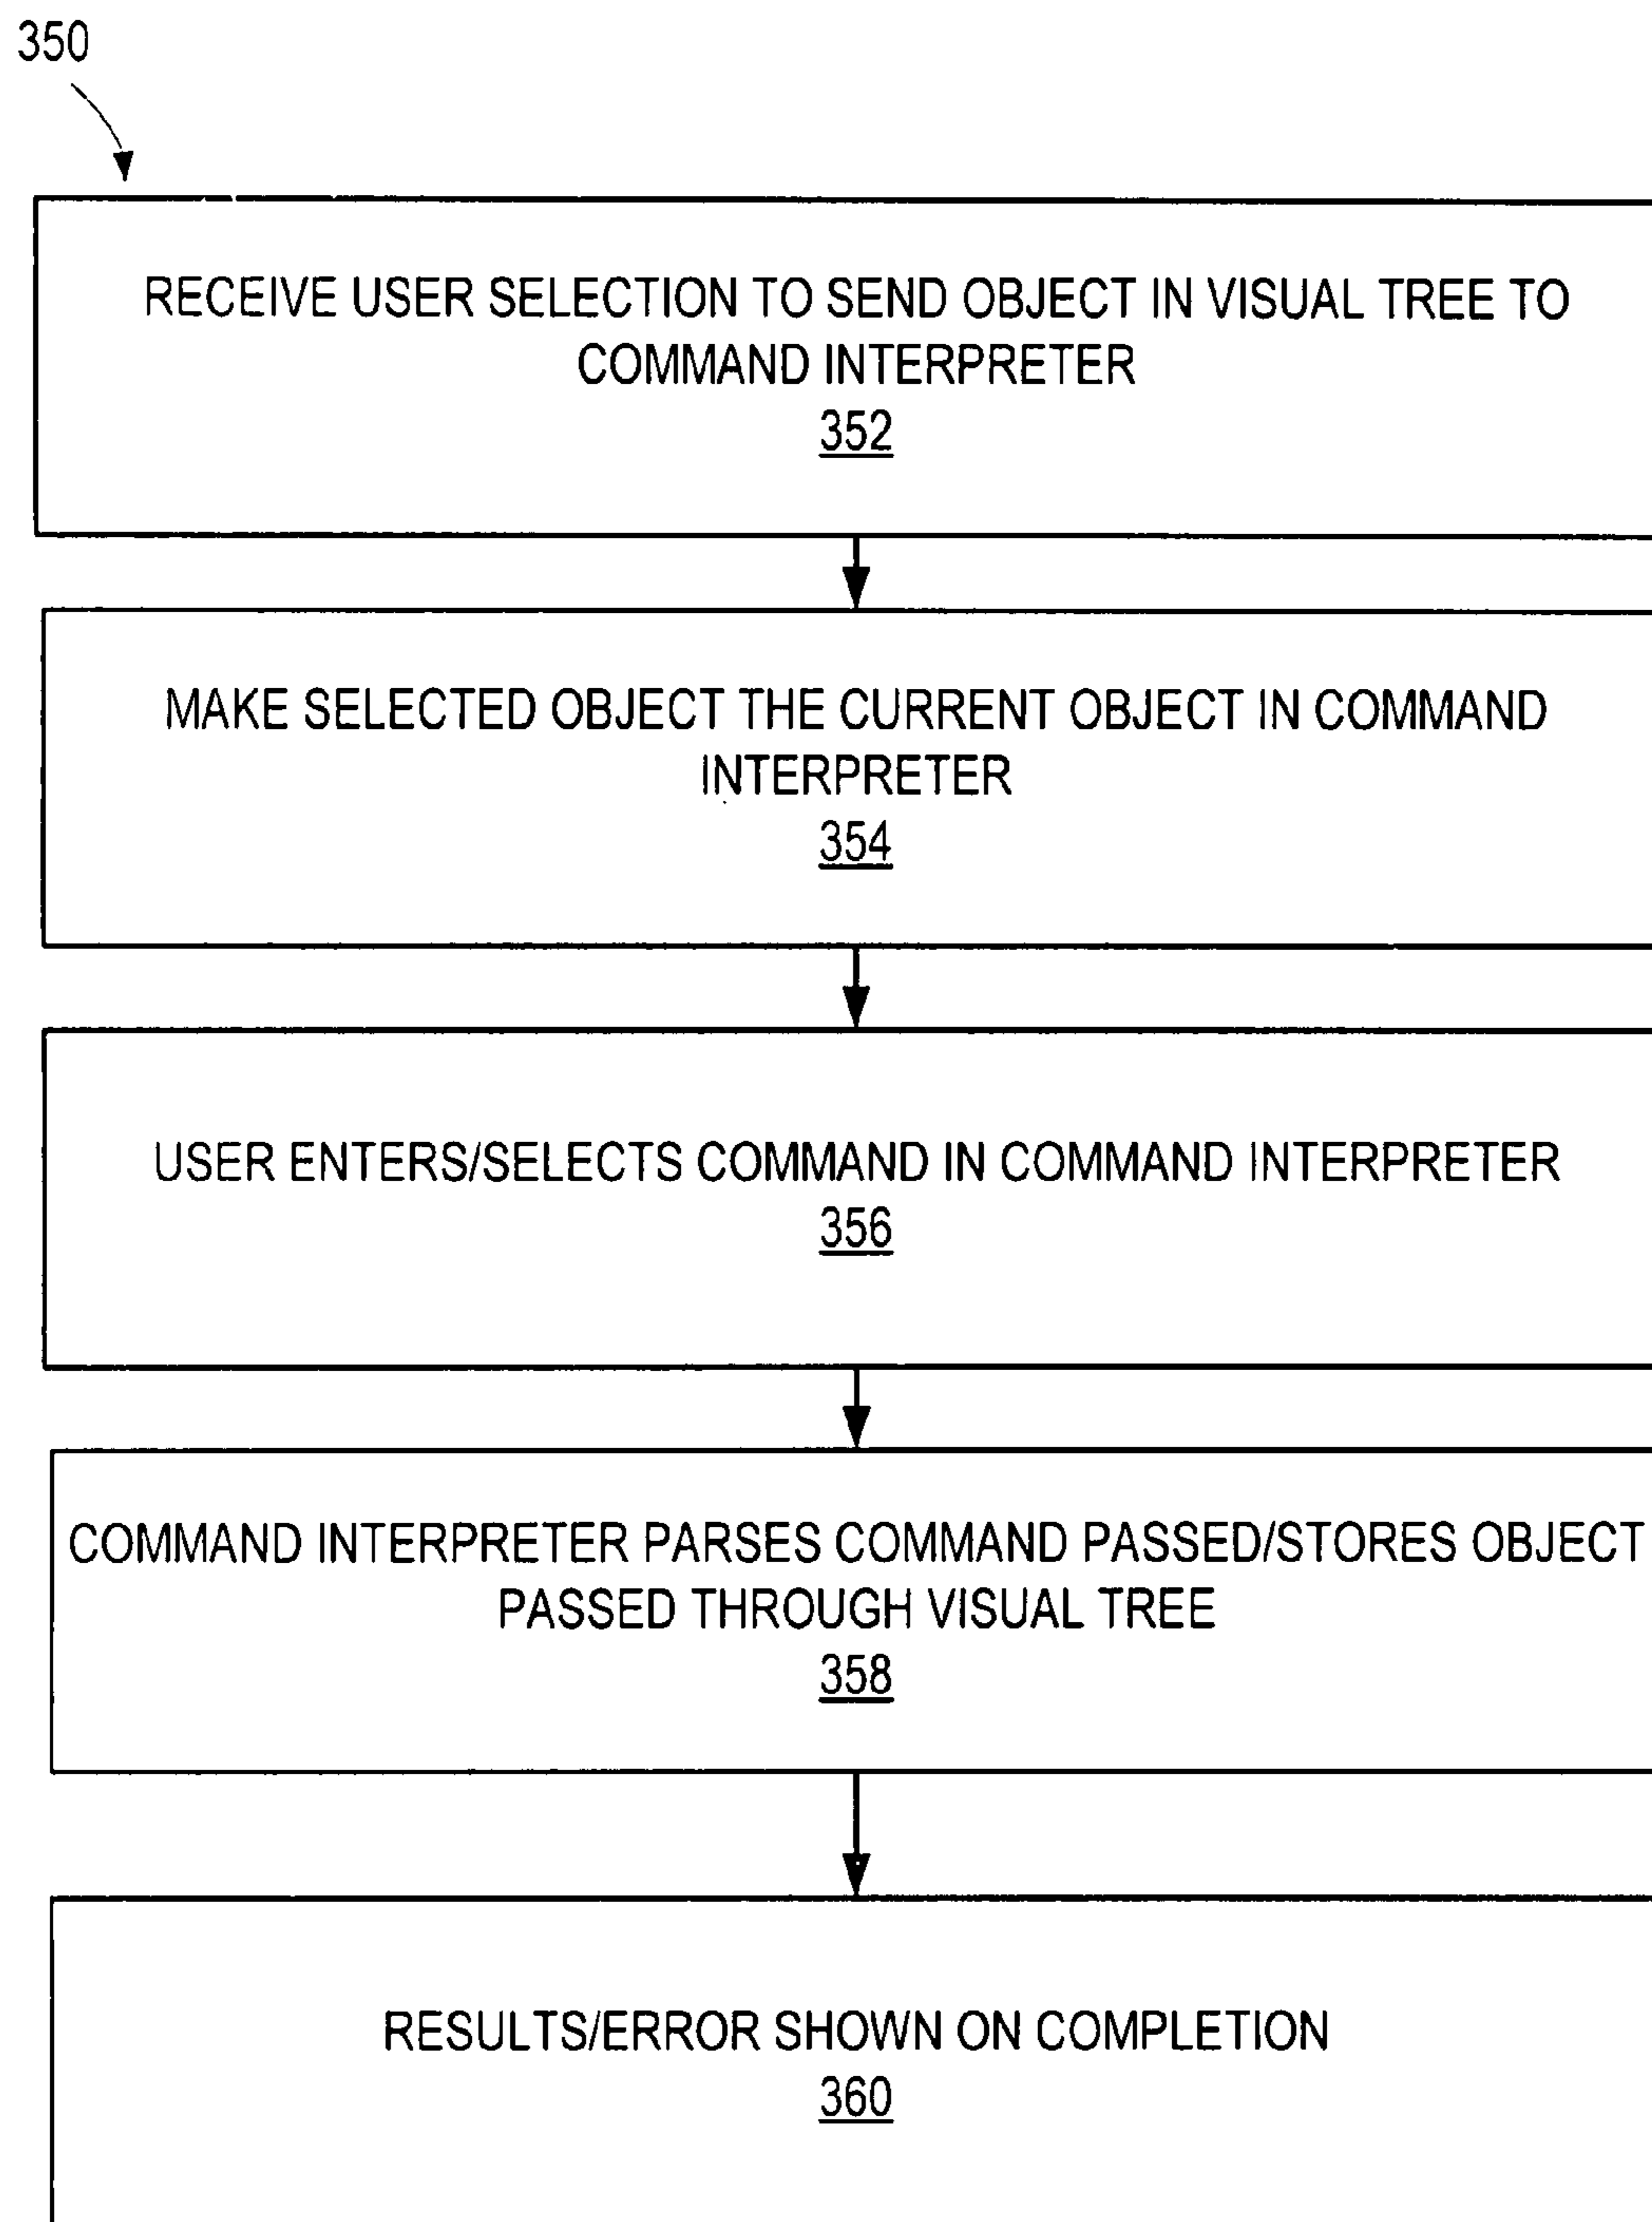 350
RECEIVE USER SELECTION TO SEND OBJECT IN VISUAL TREE TO
COMMAND INTERPRETER
352
MAKE SELECTED OBJECT THE CURRENT OBJECT IN COMMAND
INTERPRETER
354
USER ENTERS/SELECTS COMMAND IN COMMAND INTERPRETER
356
COMMAND INTERPRETER PARSES COMMAND PASSED/STORES OBJECT
PASSED THROUGH VISUAL TREE
358
RESULTS/ERROR SHOWN ON COMPLETION
360